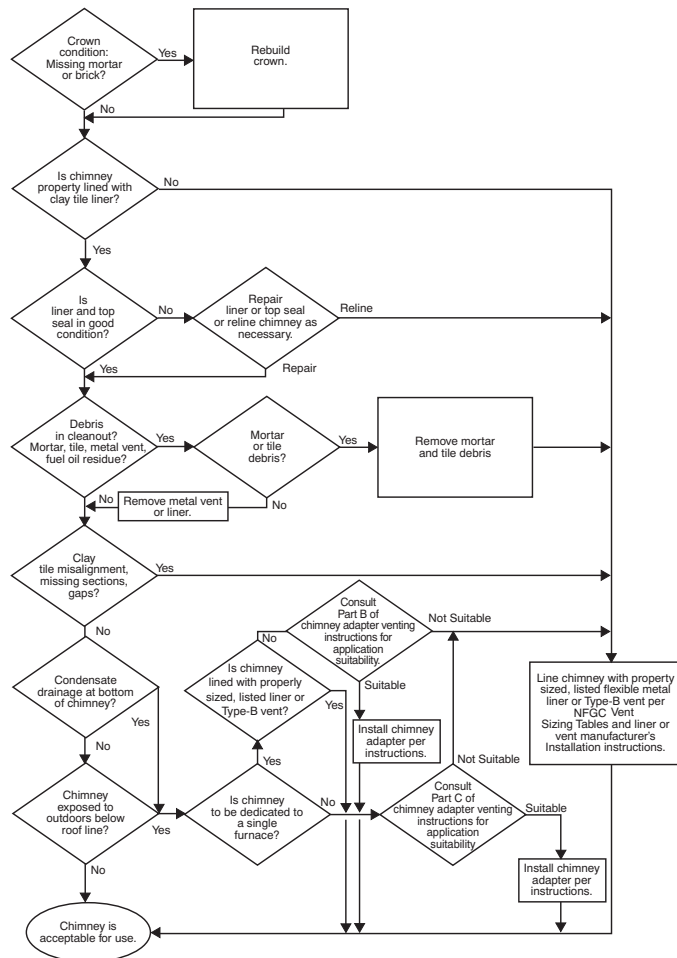 Crown
condition:
Missing mortar
or brick?
Yes
Rebuild
crown.
No
Is chimney
property lined with
clay tile liner?
No
Yes
Is
liner and top
seal in good
condition?
No
Repair
liner or top seal
or reline chimney as
necessary.
Reline
Yes
Repair
Debris
in cleanout?
Mortar, tile, metal vent,
fuel oil residue?
Yes
Mortar
or tile
debris?
Yes
Remove mortar
and tile debris
No
Remove metal vent
or liner.
No
Clay
tile misalignment,
missing sections,
gaps?
Yes
No
Consult
Part B of
chimney adapter venting
instructions for
application
suitability.
Not Suitable
No
Suitable
Condensate
drainage at bottom
of chimney?
Yes
No
Is chimney
lined with properly
sized, listed liner or
Type-B vent?
Yes
Install chimney
adapter per
instructions.
Line chimney with property
sized, listed flexible metal
liner or Type-B vent per
NFGC Vent
Sizing Tables and liner or
vent manufacturer's
Installation instructions.
Yes
Not Suitable
Chimney
exposed to
outdoors below
roof line?
Yes
Is chimney
to be dedicated to
a single
furnace?
No
Consult
Part C of
chimney adapter venting
instructions for
application
suitability
Suitable
No
Install chimney
adapter per
instructions.
Chimney is
acceptable for use.